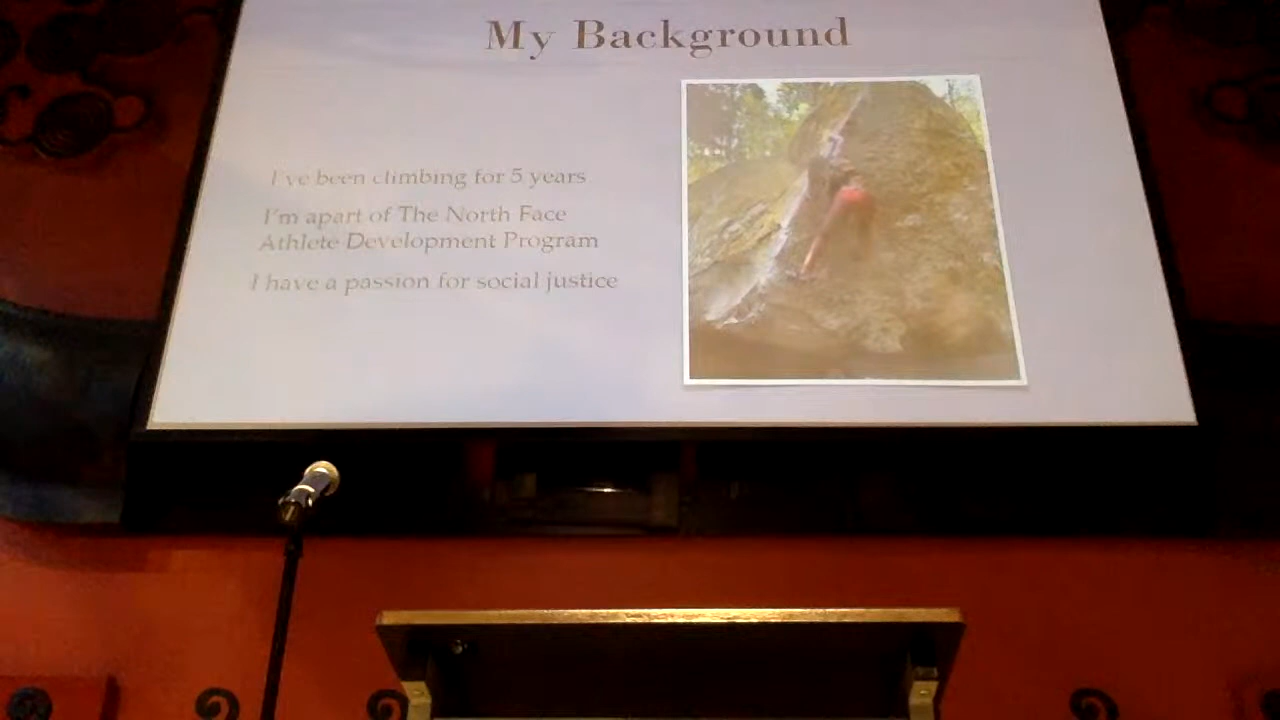 My Background
I've been climbing for 5 years
I'm apart of The North Face
Athlete Development Program
I have a passion for social justice